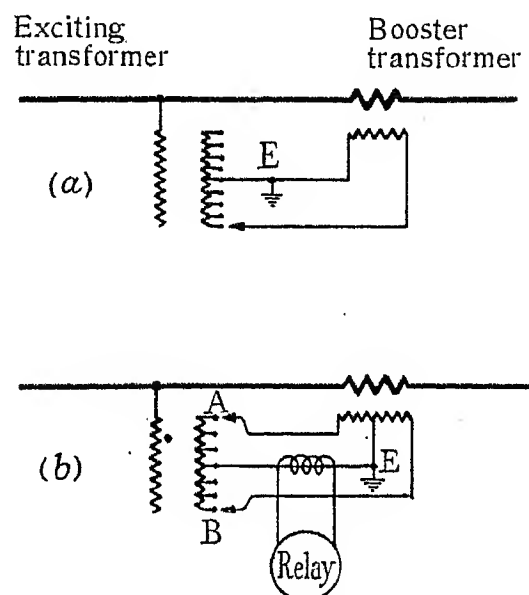 Exciting
transformer
Booster
transformer
E
(a)
A
E
(b)
B
Relay